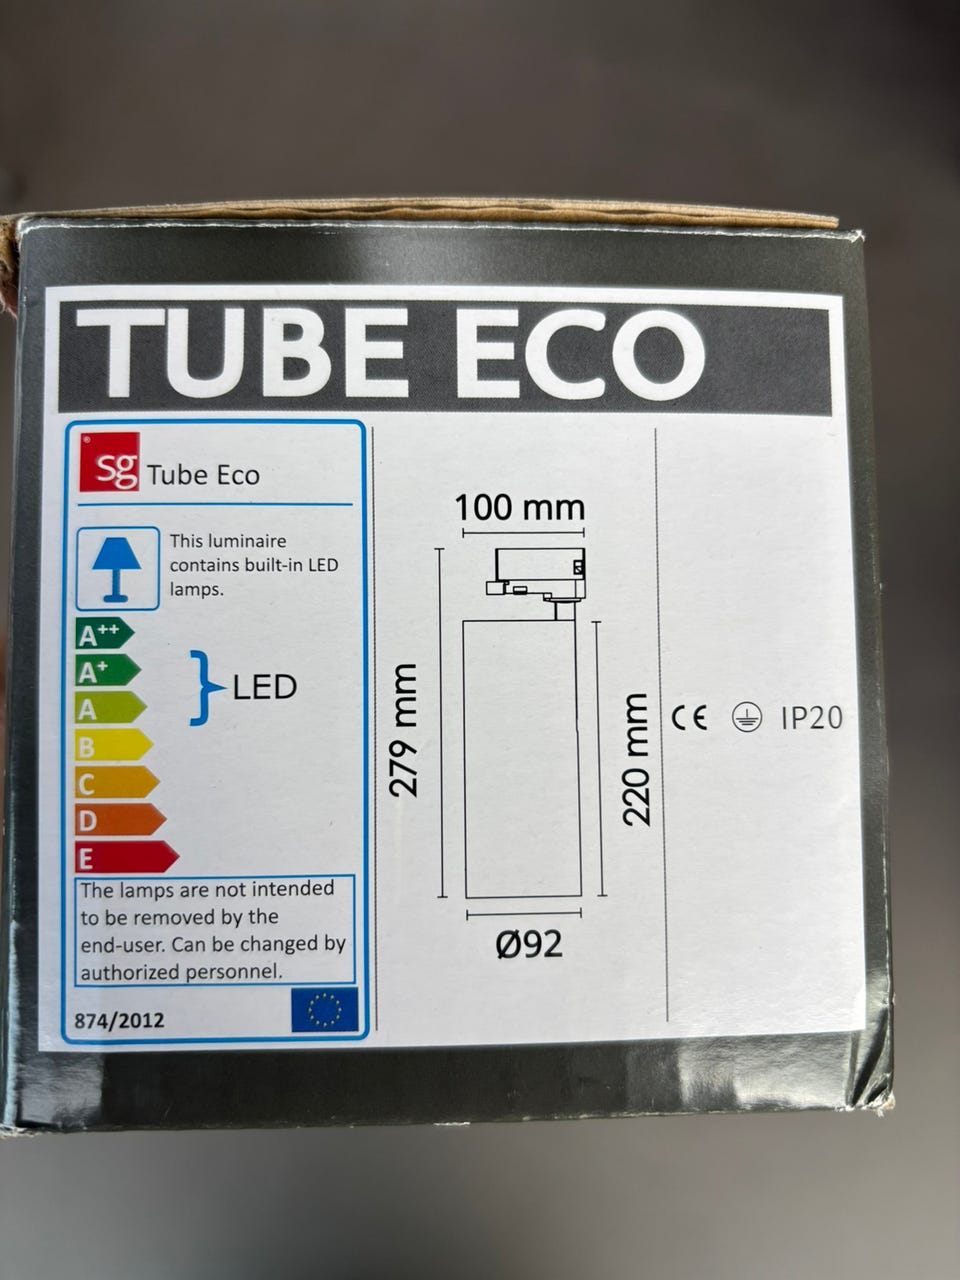 TUBE ECO
® sg Tube Eco
This luminaire
contains built-in LED
lamps.
A++
A+
A
B
C
D
E
LED
The lamps are not intended
to be removed by the
end-user. Can be changed by
authorized personnel.
874/2012
100 mm
279 mm
220 mm
Ø92
CE IP20